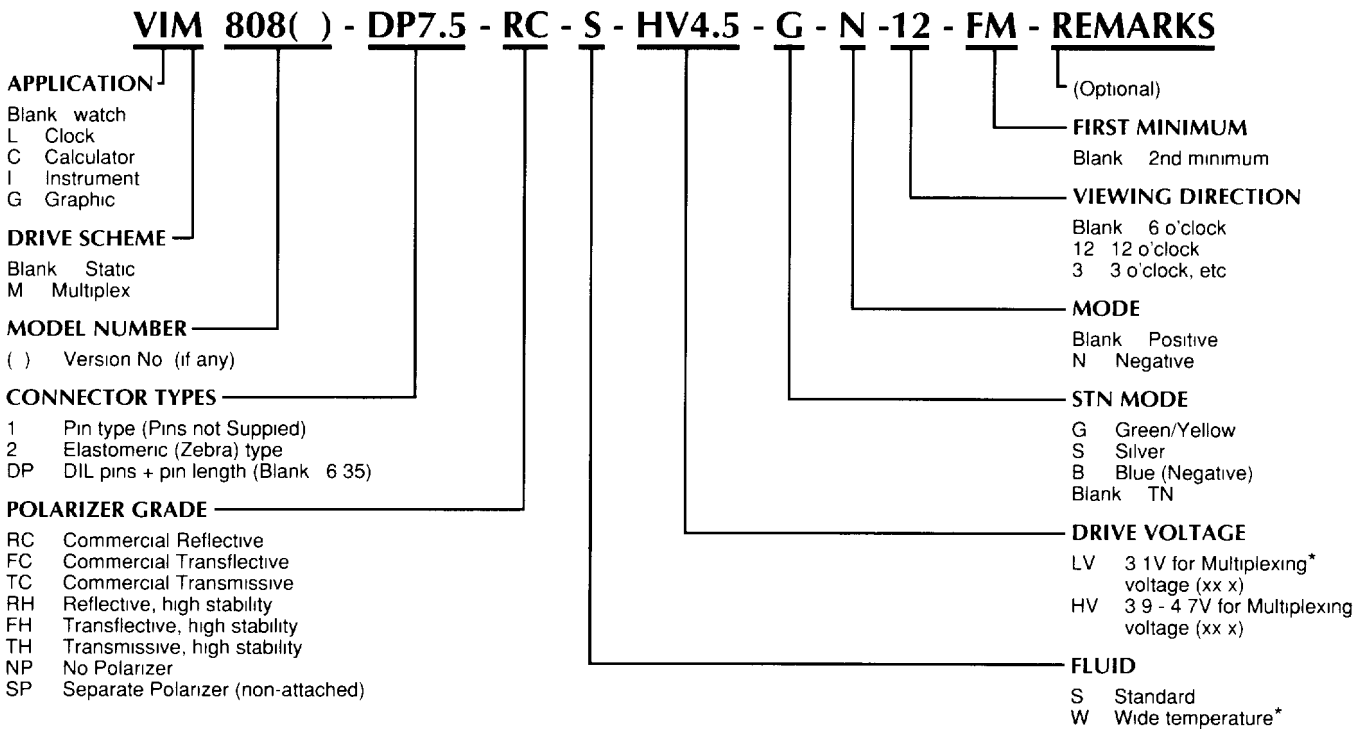 VIM 808( ) - DP7.5 - RC - S - HV4.5 - G - N -12 - FM - REMARKS
APPLICATION
Blank watch
L Clock
C Calculator
I Instrument
G Graphic
DRIVE SCHEME
Blank Static
M Multiplex
MODEL NUMBER
( ) Version No (if any)
CONNECTOR TYPES
1 Pin type (Pins not Suppied)
2 Elastomeric (Zebra) type
DP DIL pins + pin length (Blank 6 35)
POLARIZER GRADE
RC Commercial Reflective
FC Commercial Transflective
TC Commercial Transmissive
RH Reflective, high stability
FH Transflective, high stability
TH Transmissive, high stability
NP No Polarizer
SP Separate Polarizer (non-attached)
(Optional)
FIRST MINIMUM
Blank 2nd minimum
VIEWING DIRECTION
Blank 6 o'clock
12 12 o'clock
3 3 o'clock, etc
MODE
Blank Positive
N Negative
STN MODE
G Green/Yellow
S Silver
B Blue (Negative)
Blank TN
DRIVE VOLTAGE
LV 3 1V for Multiplexing*
voltage (xx x)
HV 3 9 - 4 7V for Multiplexing
voltage (xx x)
FLUID
S Standard
W Wide temperature*